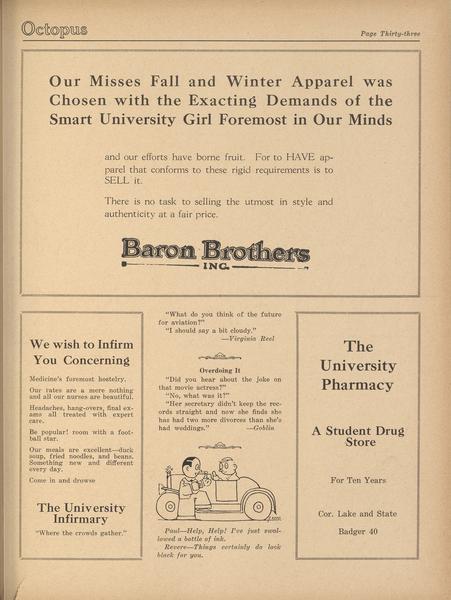 Octopus
Page Thirty-three
Our Misses Fall and Winter Apparel was
Chosen with the Exacting Demands of the
Smart University Girl Foremost in Our Minds
and our efforts have borne fruit. For to HAVE ap-
parel that conforms to these rigid requirements is to
SELL it.
There is no task to selling the utmost in style and
authenticity at a fair price.
Baron Brothers
INC.
We wish to Infirm
You Concerning
Medicine's foremost hostelry.
Our rates are a mere nothing
and all our nurses are beautiful.
Headaches, hang-overs, final ex-
ams all treated with expert
care.
Be popular! room with a foot-
ball star.
Our meals are excellent—duck
soup, fried noodles, and beans.
Something new and different
every day.
Come in and drowse
The University
Infirmary
"Where the crowds gather."
"What do you think of the future
for aviation?"
"I should say a bit cloudy."
—Virginia Reel
Overdoing It
"Did you hear about the joke on
that movie actress?"
"No, what was it?"
"Her secretary didn't keep the rec-
ords straight and now she finds she
has had two more divorces than she's
had weddings."
—Goblin
Paul—Help, Help! I've just swal-
lowed a bottle of ink.
Revere—Things certainly do look
black for you.
The
University
Pharmacy
A Student Drug
Store
For Ten Years
Cor. Lake and State
Badger 40